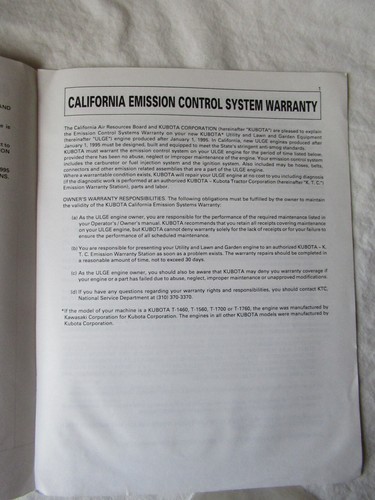 AND
e is
t to
TION
995
NS.
1
CALIFORNIA EMISSION CONTROL SYSTEM WARRANTY
The California Air Resources Board and KUBOTA CORPORATION (hereinafter "KUBOTA") are pleased to explain
the Emission Control Systems Warranty on your new KUBOTA* Utility and Lawn and Garden Equipment
(hereinafter "ULGE") engine produced after January 1, 1995. In California, new ULGE engines produced after
January 1, 1995 must be designed, built and equipped to meet the State's stringent anti-smog standards.
KUBOTA must warrant the emission control system on your ULGE engine for the period of time listed below,
provided there has been no abuse, neglect or improper maintenance of the engine. Your emission control system
includes the carburetor or fuel injection system and the ignition system. Also included may be hoses, belts,
connectors and other emission related assemblies that are a part of the ULGE engine.
Where a warrantable condition exists, KUBOTA will repair your ULGE engine at no cost to you including diagnosis
(if the diagnostic work is performed at an authorized KUBOTA - Kubota Tractor Corporation (hereinafter "K.T.C.")
Emission Warranty Station), parts and labor.
OWNER'S WARRANTY RESPONSIBILITIES. The following obligations must be fulfilled by the owner to maintain
the validity of the KUBOTA California Emission Systems Warranty:
(a) As the ULGE engine owner, you are responsible for the performance of the required maintenance listed in
your Operator's / Owner's manual. KUBOTA recommends that you retain all receipts covering maintenance
on your ULGE engine, but KUBOTA cannot deny warranty solely for the lack of receipts or for your failure to
ensure the performance of all scheduled maintenance.
(b) You are responsible for presenting your Utility and Lawn and Garden engine to an authorized KUBOTA - K.
T. C. Emission Warranty Station as soon as a problem exists. The warranty repairs should be completed in
a reasonable amount of time, not to exceed 30 days.
(c) As the ULGE engine owner, you should also be aware that KUBOTA may deny you warranty coverage if
your engine or a part has failed due to abuse, neglect, improper maintenance or unapproved modifications.
(d) If you have any questions regarding your warranty rights and responsibilities, you should contact KTC,
National Service Department at (310) 370-3370.
*If the model of your machine is a KUBOTA T-1460, T-1560, T-1700 or T-1760, the engine was manufactured by
Kawasaki Corporation for Kubota Corporation. The engines in all other KUBOTA models were manufactured by
Kubota Corporation.